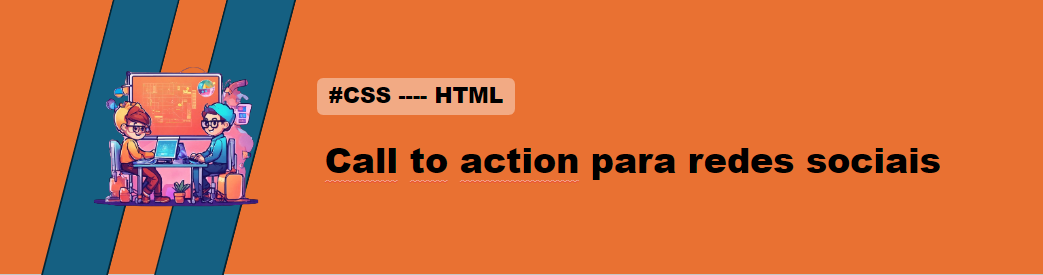 #CSS ---- HTML
Call to action para redes sociais